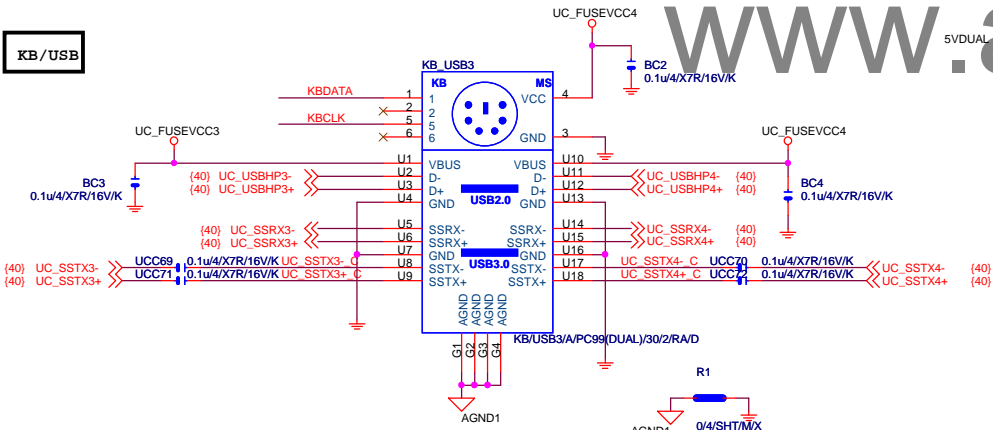 UC_FUSEVCC4
www.a
5VDUAL
KB/USB
BC2
0.1u/4/X7R/16V/K
KB_USB3
KB MS
KBDATA 1 1 VCC 4
2 2
KBCLK 5 5
6 6 GND 3
UC_FUSEVCC3
UC_FUSEVCC4
U1 VBUS VBUS U10
{40} UC_USBHP3- U2 D- D- U11 UC_USBHP4- {40}
{40} UC_USBHP3+ U3 D+ D+ U12 UC_USBHP4+ {40}
U4 GND GND U13
USB2.0
BC3
0.1u/4/X7R/16V/K
BC4
0.1u/4/X7R/16V/K
{40} UC_SSRX3- U5 SSRX- SSRX- U14 UC_SSRX4- {40}
{40} UC_SSRX3+ U6 SSRX+ SSRX+ U15 UC_SSRX4+ {40}
U7 GND GND U16
USB3.0
{40} UC_SSTX3- UCC69 0.1u/4/X7R/16V/K UC_SSTX3-_C U8 SSTX- SSTX- U17 UC_SSTX4-_C UCC70 0.1u/4/X7R/16V/K UC_SSTX4- {40}
{40} UC_SSTX3+ UCC71 0.1u/4/X7R/16V/K UC_SSTX3+_C U9 SSTX+ SSTX+ U18 UC_SSTX4+_C UCC72 0.1u/4/X7R/16V/K UC_SSTX4+ {40}
AGND AGND AGND AGND
G1 G2 G3 G4
KB/USB3/A/PC99(DUAL)/30/2/RA/D
AGND1
R1
AGND1
0/4/SHT/M/X